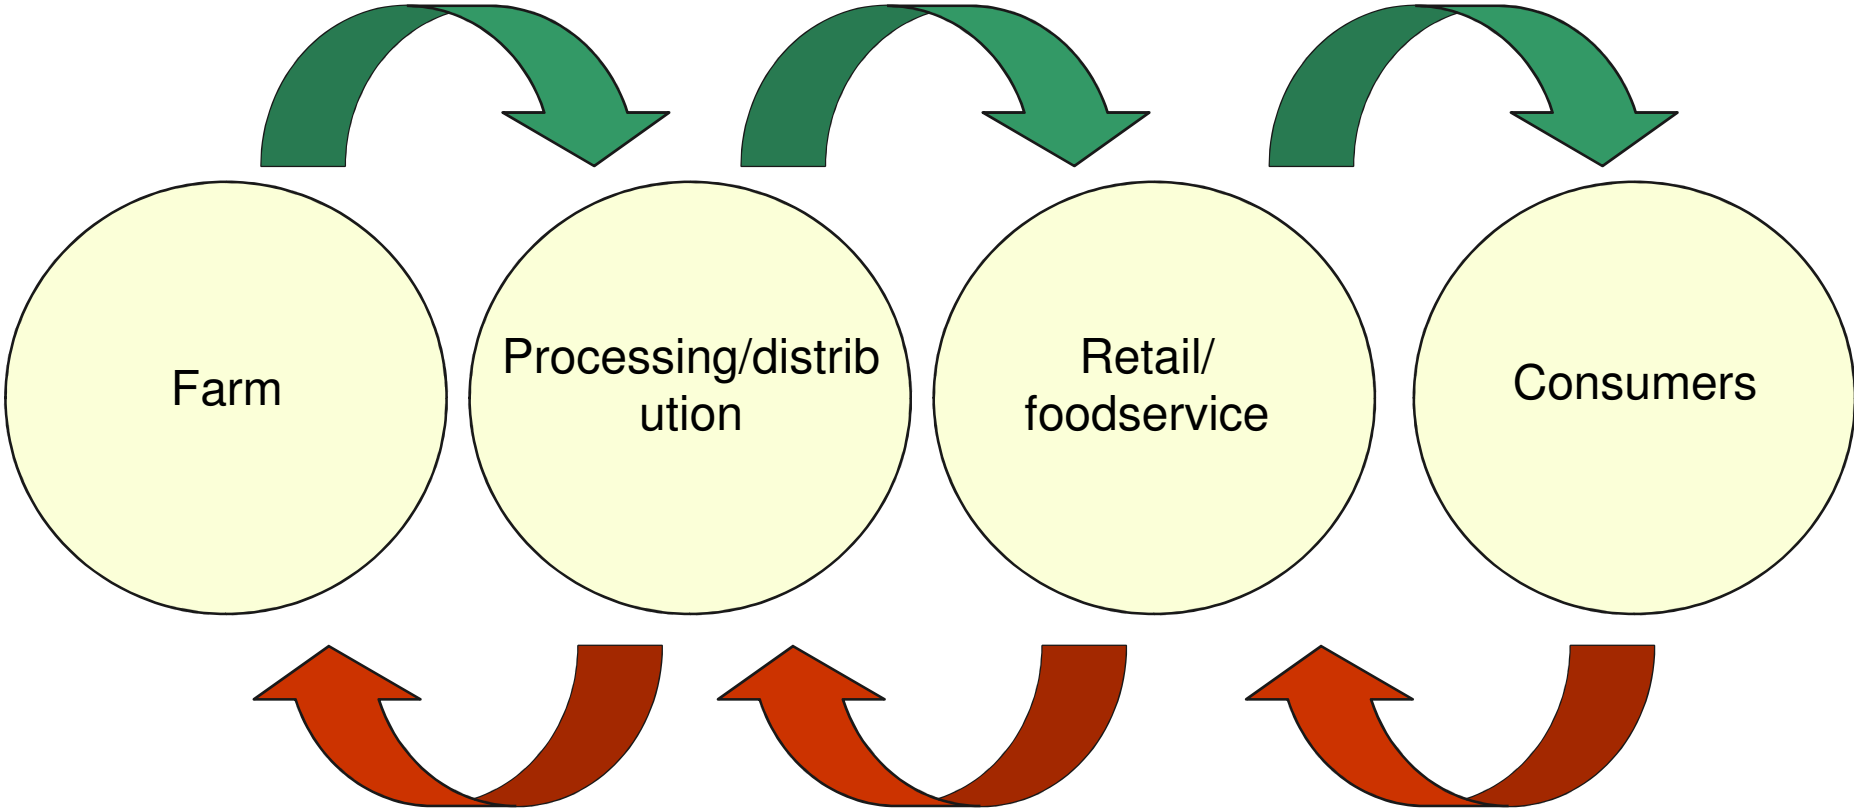 Farm
Processing/distrib
ution
Retail/
foodservice
Consumers